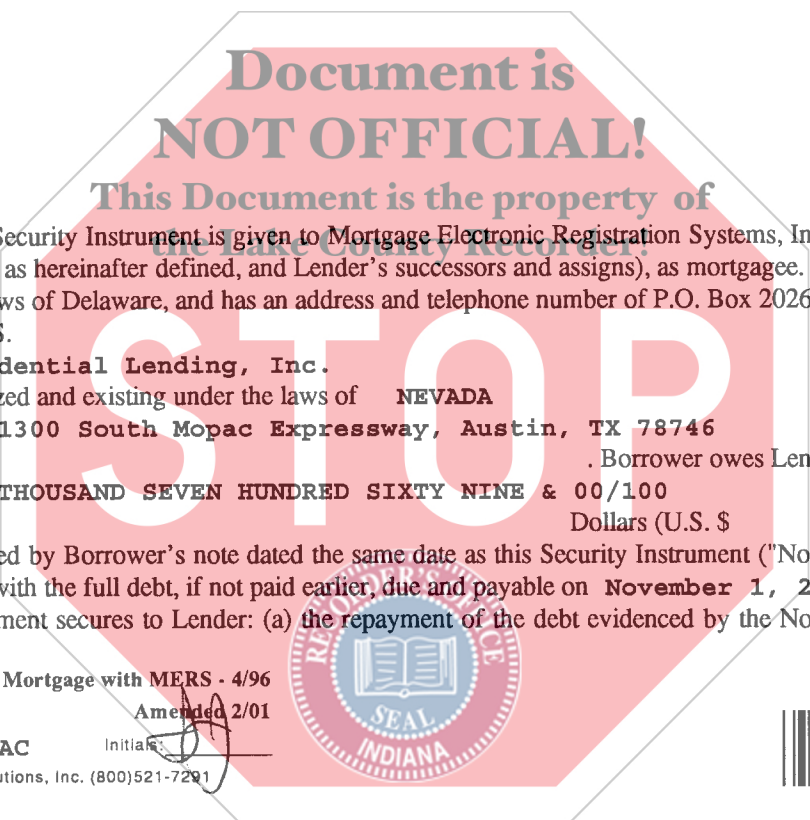 Document is
NOT OFFICIAL!
This Document is the property of
the Lake County Recorder!
Security Instrument is given to Mortgage Electronic Registration Systems, In
as hereinafter defined, and Lender's successors and assigns), as mortgagee.
ws of Delaware, and has an address and telephone number of P.O. Box 2026
S.
dential Lending, Inc.
zed and existing under the laws of NEVADA
1300 South Mopac Expressway, Austin, TX 78746
. Borrower owes Len
THOUSAND SEVEN HUNDRED SIXTY NINE & 00/100
Dollars (U.S. $
ed by Borrower's note dated the same date as this Security Instrument ("No
with the full debt, if not paid earlier, due and payable on November 1, 2
ment secures to Lender: (a) the repayment of the debt evidenced by the No
STOP
RECORDER'S OFFICE
SEAL
INDIANA
Mortgage with MERS - 4/96
Amended 2/01
AC Initials:
utions, Inc. (800)521-7291